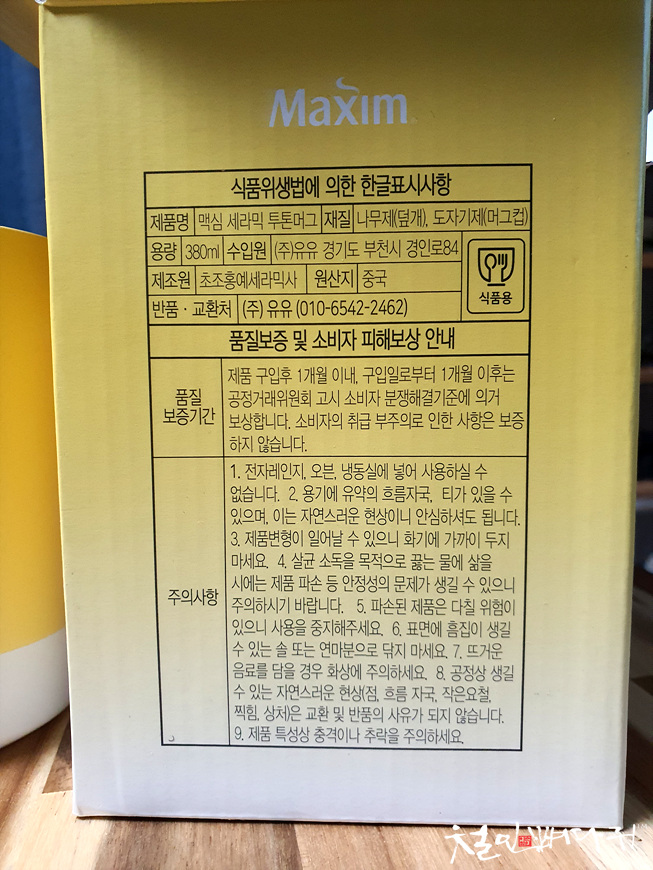 Maxim
식품위생법에 의한 한글표시사항
제품명 맥심 세라믹 투톤머그 재질 나무제(덮개), 도자기제(머그컵)
용량 380ml 수입원 (주)유유 경기도 부천시 경인로84
제조원 초조홍예세라믹사 원산지 중국
식품용
반품 · 교환처 (주) 유유 (010-6542-2462)
품질보증 및 소비자 피해보상 안내
품질
보증기간
제품 구입후 1개월 이내, 구입일로부터 1개월 이후는
공정거래위원회 고시 소비자 분쟁해결기준에 의거
보상합니다. 소비자의 취급 부주의로 인한 사항은 보증
하지 않습니다.
주의사항
1. 전자레인지, 오븐, 냉동실에 넣어 사용하실 수
없습니다. 2. 용기에 유약의 흐름자국, 티가 있을 수
있으며, 이는 자연스러운 현상이니 안심하셔도 됩니다.
3. 제품변형이 일어날 수 있으니 화기에 가까이 두지
마세요. 4. 살균 소독을 목적으로 끓는 물에 삶을
시에는 제품 파손 등 안정성의 문제가 생길 수 있으니
주의하시기 바랍니다. 5. 파손된 제품은 다칠 위험이
있으니 사용을 중지해주세요. 6. 표면에 흠집이 생길
수 있는 솔 또는 연마분으로 닦지 마세요. 7. 뜨거운
음료를 담을 경우 화상에 주의하세요. 8. 공정상 생길
수 있는 자연스러운 현상(점, 흐름 자국, 작은요철,
찍힘, 상처)은 교환 및 반품의 사유가 되지 않습니다.
9. 제품 특성상 충격이나 추락을 주의하세요.